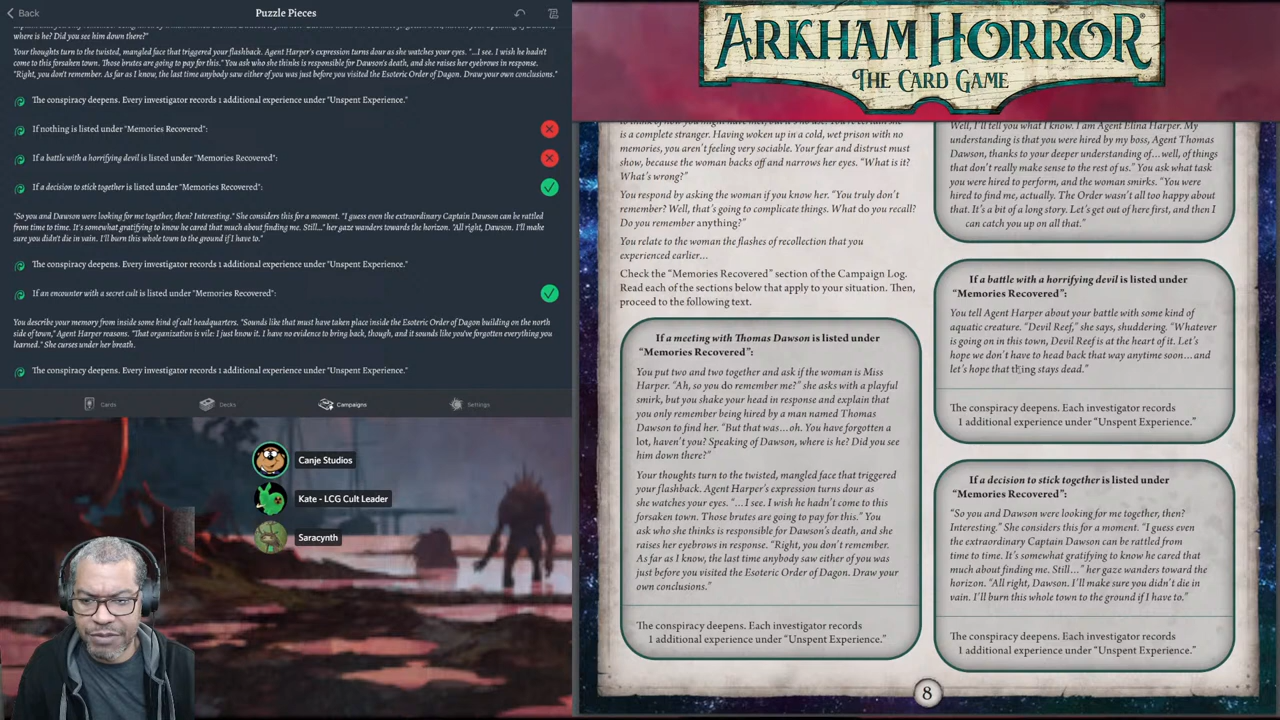 Back
Puzzle Pieces
where is he? Did you see him down there?"
Your thoughts turn to the twisted, mangled face that triggered your flashback. Agent Harper's expression turns dour as she watches your eyes. "...I see. I wish he hadn't
come to this forsaken town. Those brutes are going to pay for this." You ask who she thinks is responsible for Dawson's death, and she raises her eyebrows in response.
"Right, you don't remember. As far as I know, the last time anybody saw either of you was just before you visited the Esoteric Order of Dagon. Draw your own conclusions."
The conspiracy deepens. Every investigator records 1 additional experience under "Unspent Experience."
If nothing is listed under "Memories Recovered":
If a battle with a horrifying devil is listed under "Memories Recovered":
If a decision to stick together is listed under "Memories Recovered":
"So you and Dawson were looking for me together, then? Interesting." She considers this for a moment. "I guess even the extraordinary Captain Dawson can be rattled
from time to time. It's somewhat gratifying to know he cared that much about finding me. Still..." her gaze wanders towards the horizon. "All right, Dawson. I'll make
sure you didn't die in vain. I'll burn this whole town to the ground if I have to."
The conspiracy deepens. Every investigator records 1 additional experience under "Unspent Experience."
If an encounter with a secret cult is listed under "Memories Recovered":
You describe your memory from inside some kind of cult headquarters. "Sounds like that must have taken place inside the Esoteric Order of Dagon building on the north
side of town," Agent Harper reasons. "That organization is vile: I just know it. I have no evidence to bring back, though, and it sounds like you've forgotten everything you
learned." She curses under her breath.
The conspiracy deepens. Every investigator records 1 additional experience under "Unspent Experience."
Cards
Decks
Campaigns
Settings
Canje Studios
Kate - LCG Cult Leader
Saracynth
ARKHAM HORROR
THE CARD GAME
is a complete stranger. Having woken up in a cold, wet prison with no
memories, you aren't feeling very sociable. Your fear and distrust must
show, because the woman backs off and narrows her eyes. "What is it?
What's wrong?"
You respond by asking the woman if you know her. "You truly don't
remember? Well, that's going to complicate things. What do you recall?
Do you remember anything?"
You relate to the woman the flashes of recollection that you
experienced earlier...
Check the "Memories Recovered" section of the Campaign Log.
Read each of the sections below that apply to your situation. Then,
proceed to the following text.
If a meeting with Thomas Dawson is listed under
"Memories Recovered":
You put two and two together and ask if the woman is Miss
Harper. "Ah, so you do remember me?" she asks with a playful
smirk, but you shake your head in response and explain that
you only remember being hired by a man named Thomas
Dawson to find her. "But that was...oh. You have forgotten a
lot, haven't you? Speaking of Dawson, where is he? Did you see
him down there?"
Your thoughts turn to the twisted, mangled face that triggered
your flashback. Agent Harper's expression turns dour as
she watches your eyes. "...I see. I wish he hadn't come to this
forsaken town. Those brutes are going to pay for this." You
ask who she thinks is responsible for Dawson's death, and she
raises her eyebrows in response. "Right, you don't remember.
As far as I know, the last time anybody saw either of you was
just before you visited the Esoteric Order of Dagon. Draw your
own conclusions."
The conspiracy deepens. Each investigator records
1 additional experience under "Unspent Experience."
Well, I'll tell you what I know. I am Agent Elina Harper. My
understanding is that you were hired by my boss, Agent Thomas
Dawson, thanks to your deeper understanding of...well, of things
that don't really make sense to the rest of us." You ask what task
you were hired to perform, and the woman smirks. "You were
hired to find me, actually. The Order wasn't all too happy about
that. It's a bit of a long story. Let's get out of here first, and then I
can catch you up on all that."
If a battle with a horrifying devil is listed under
"Memories Recovered":
You tell Agent Harper about your battle with some kind of
aquatic creature. "Devil Reef," she says, shuddering. "Whatever
is going on in this town, Devil Reef is at the heart of it. Let's
hope we don't have to head back that way anytime soon...and
let's hope that thing stays dead."
The conspiracy deepens. Each investigator records
1 additional experience under "Unspent Experience."
If a decision to stick together is listed under
"Memories Recovered":
"So you and Dawson were looking for me together, then?
Interesting." She considers this for a moment. "I guess even
the extraordinary Captain Dawson can be rattled from
time to time. It's somewhat gratifying to know he cared that
much about finding me. Still..." her gaze wanders toward the
horizon. "All right, Dawson. I'll make sure you didn't die in
vain. I'll burn this whole town to the ground if I have to."
The conspiracy deepens. Each investigator records
1 additional experience under "Unspent Experience."
8